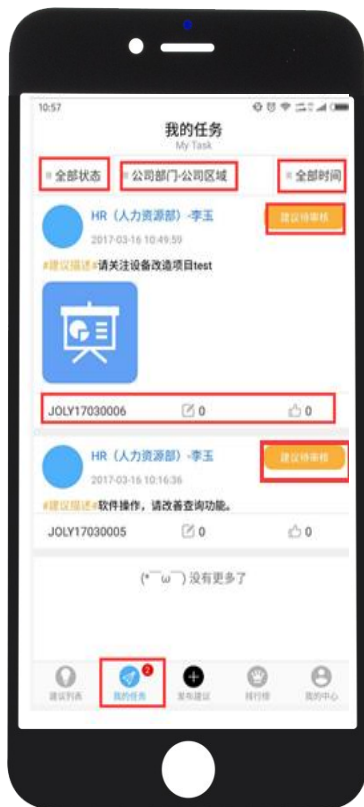 10:57
我的任务
My Task
全部状态 公司部门-公司区域 全部时间
HR（人力资源部）-李玉 建议待审核
2017-03-16 10:49:59
#建议描述#请关注设备改造项目test
JOLY17030006 0 0
HR（人力资源部）-李玉 建议待审核
2017-03-16 10:16:36
#建议描述#软件操作，请改善查询功能。
JOLY17030005 0 0
(*￣ω￣) 没有更多了
2
建议列表 我的任务 发布建议 排行榜 我的中心